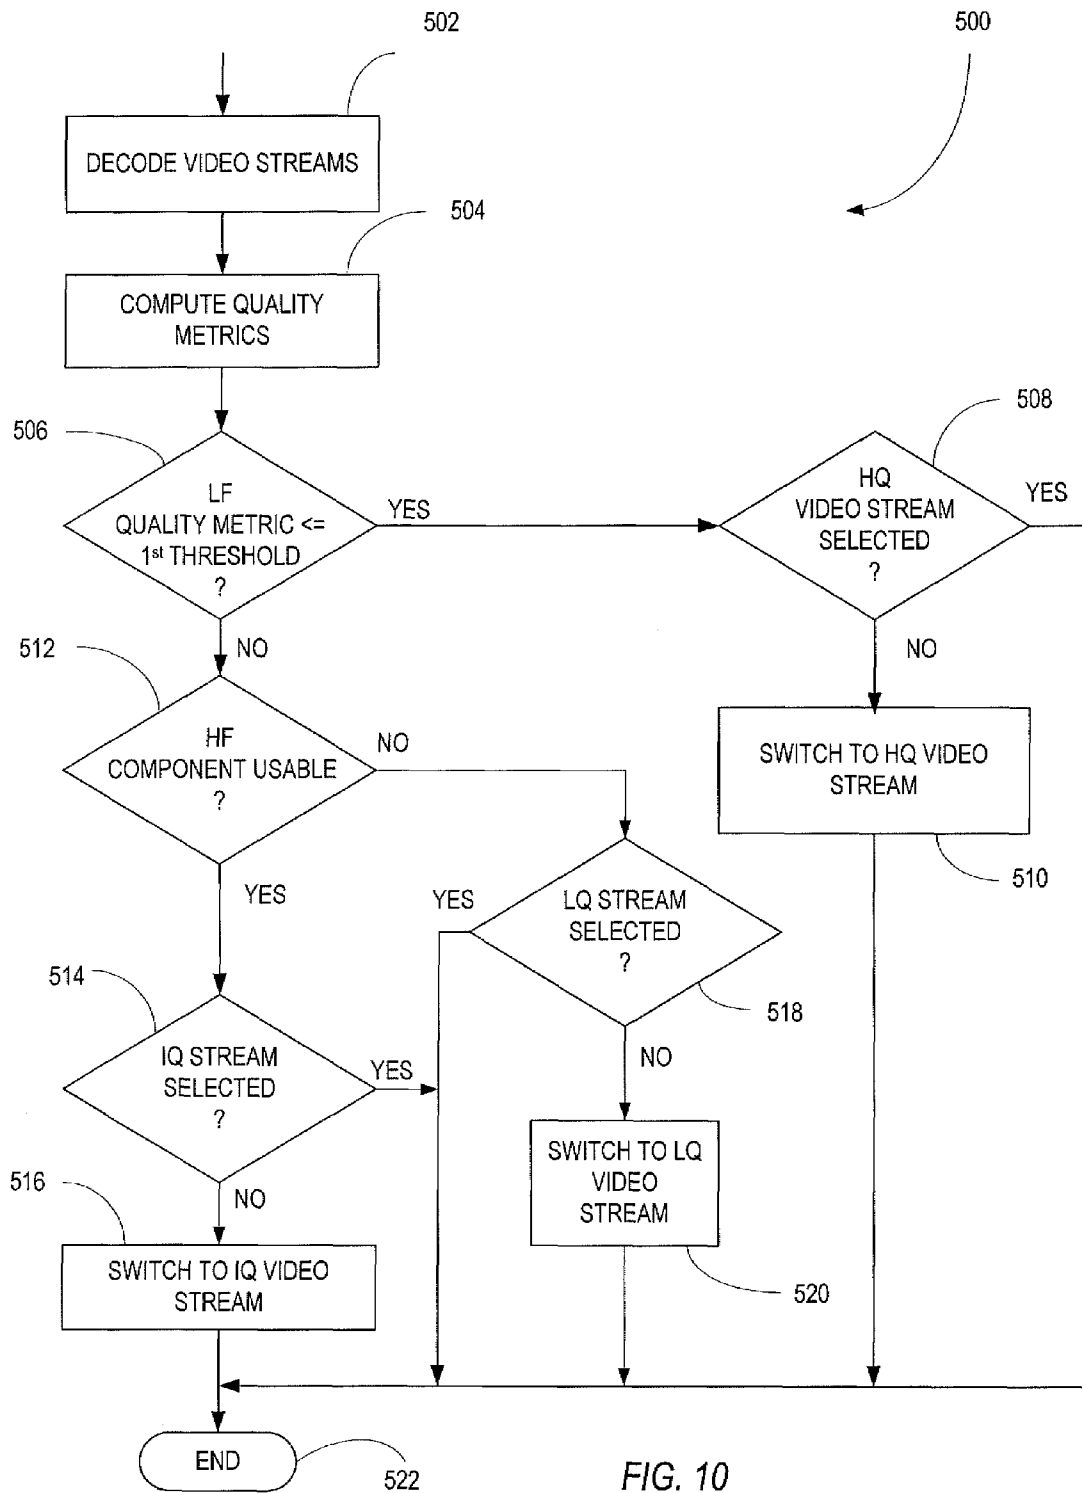 502
500
DECODE VIDEO STREAMS
504
COMPUTE QUALITY
METRICS
506
LF
QUALITY METRIC <=
1st THRESHOLD
?
YES
508
HQ
VIDEO STREAM
SELECTED
?
YES
NO
512
NO
HF
COMPONENT USABLE
?
NO
SWITCH TO HQ VIDEO
STREAM
510
YES
YES
LQ STREAM
SELECTED
?
518
514
IQ STREAM
SELECTED
?
YES
NO
SWITCH TO LQ
VIDEO
STREAM
520
516
NO
SWITCH TO IQ VIDEO
STREAM
END
522
FIG. 10